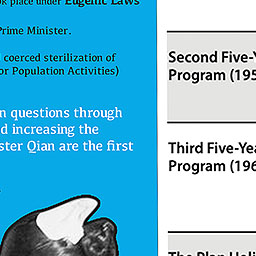 ok place under Eugenic Laws
Prime Minister.
coerced sterilization of
or Population Activities)
n questions through
d increasing the
ster Qian are the first
Second Five-Y
Program (195
Third Five-Yea
Program (196
The Plan Holi